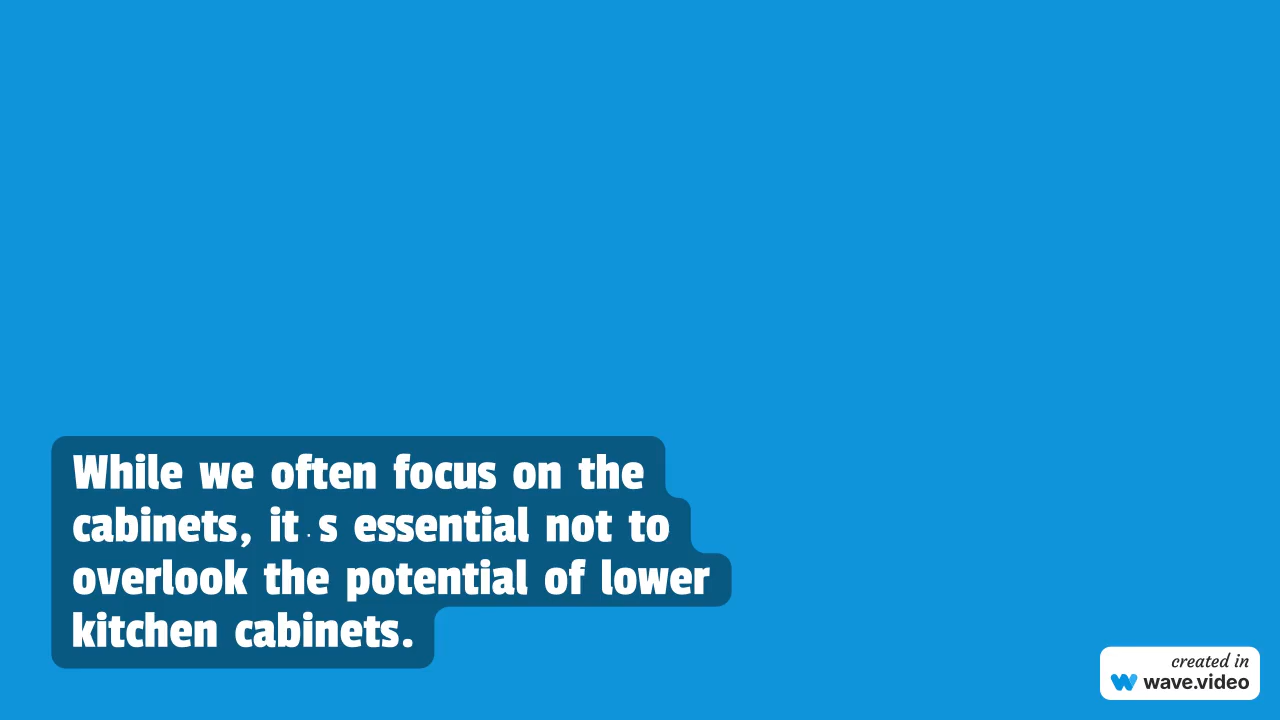 While we often focus on the
cabinets, it . s essential not to
overlook the potential of lower
kitchen cabinets.
created in
wave.video